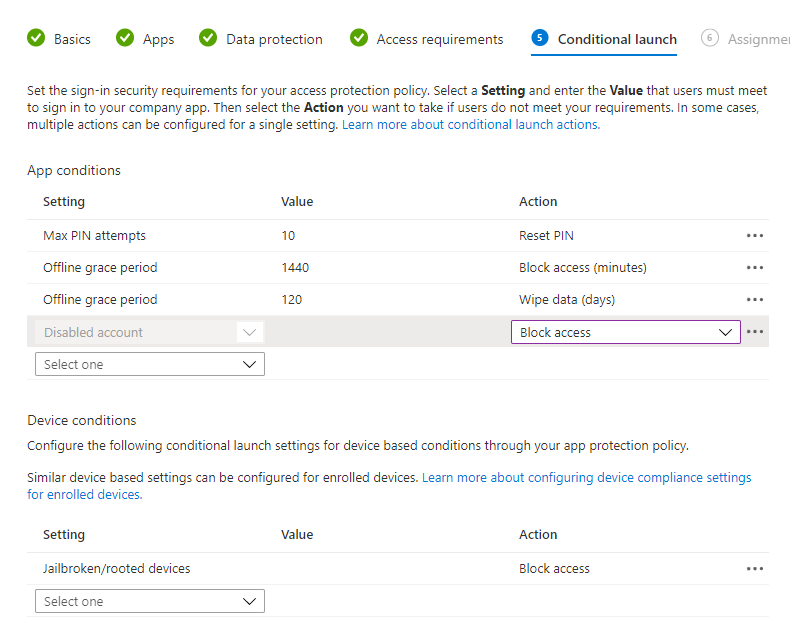 Basics Apps Data protection Access requirements 5 Conditional launch 6 Assignme
Set the sign-in security requirements for your access protection policy. Select a Setting and enter the Value that users must meet
to sign in to your company app. Then select the Action you want to take if users do not meet your requirements. In some cases,
multiple actions can be configured for a single setting. Learn more about conditional launch actions.
App conditions
Setting Value Action
Max PIN attempts 10 Reset PIN
Offline grace period 1440 Block access (minutes)
Offline grace period 120 Wipe data (days)
Disabled account Block access
Select one
Device conditions
Configure the following conditional launch settings for device based conditions through your app protection policy.
Similar device based settings can be configured for enrolled devices. Learn more about configuring device compliance settings
for enrolled devices.
Setting Value Action
Jailbroken/rooted devices Block access
Select one